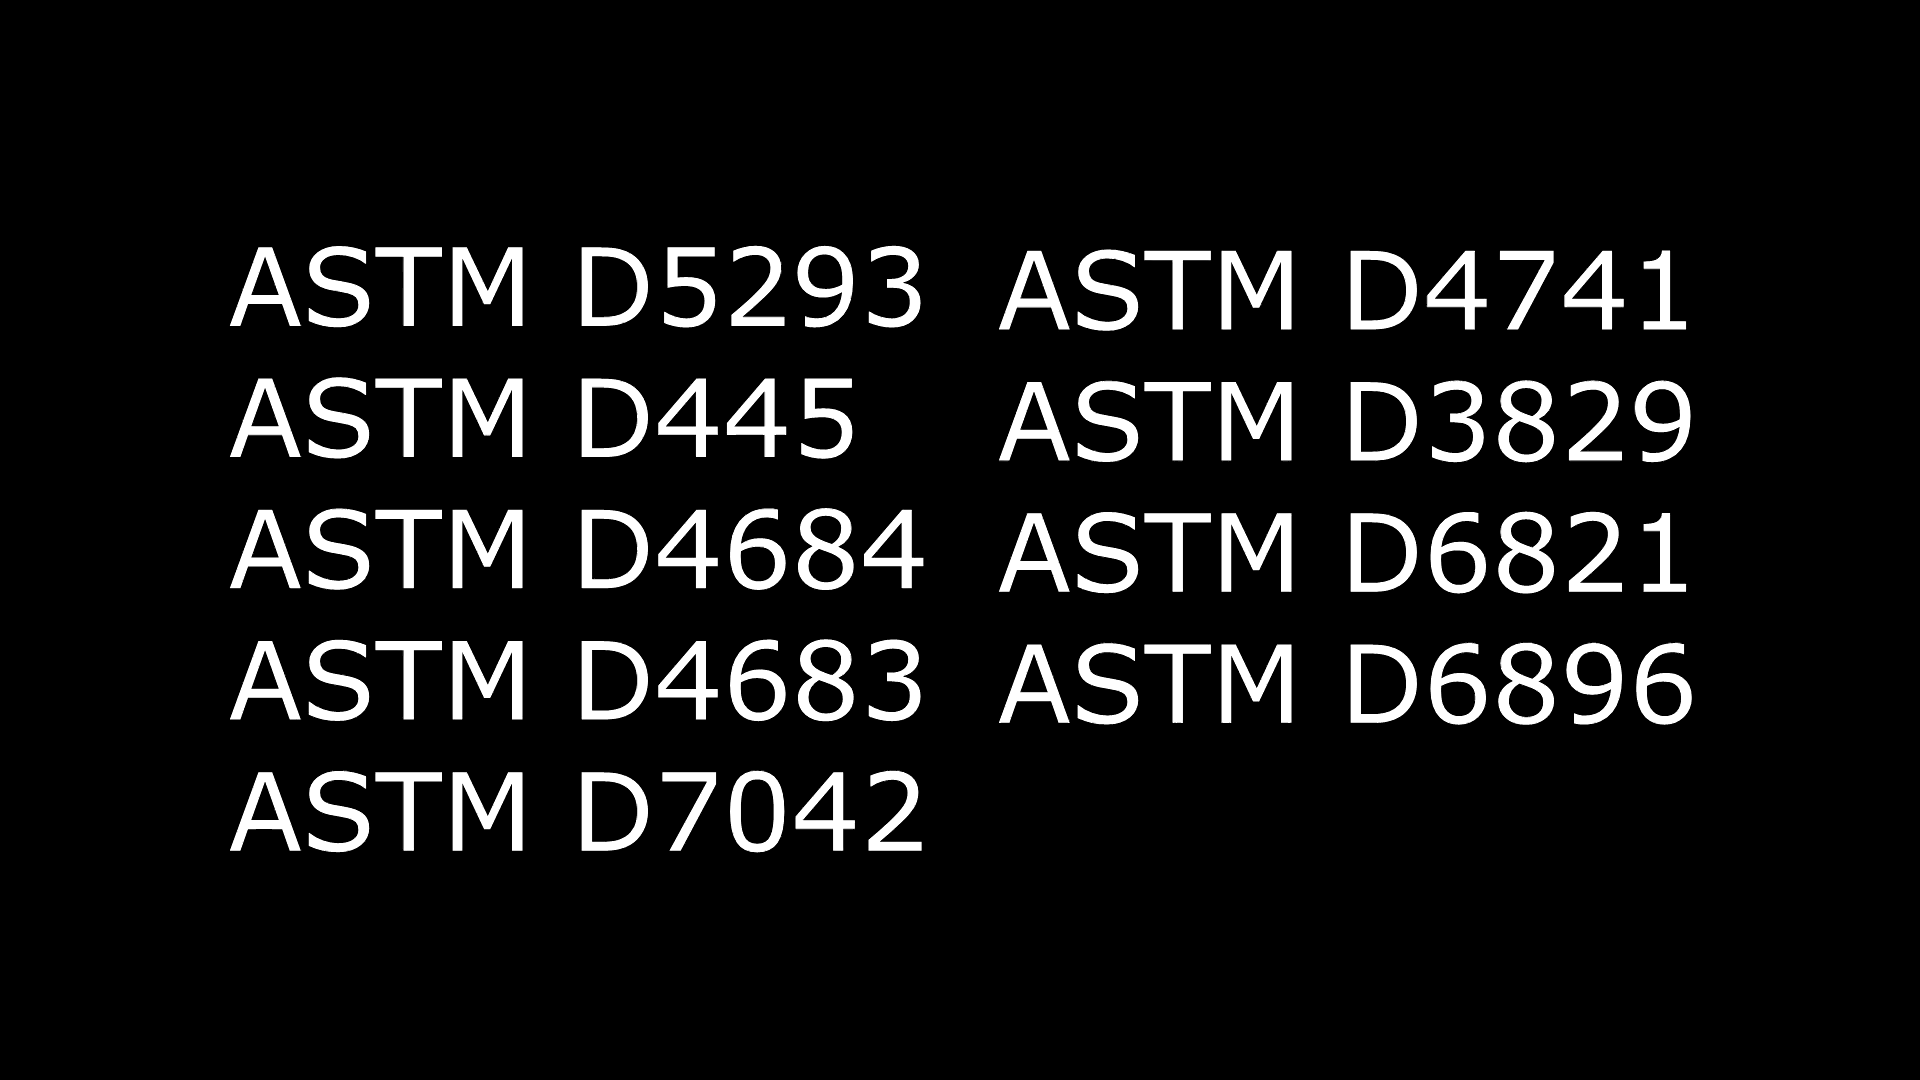 ASTM D5293
ASTM D445
ASTM D4684
ASTM D4683
ASTM D7042
ASTM D4741
ASTM D3829
ASTM D6821
ASTM D6896